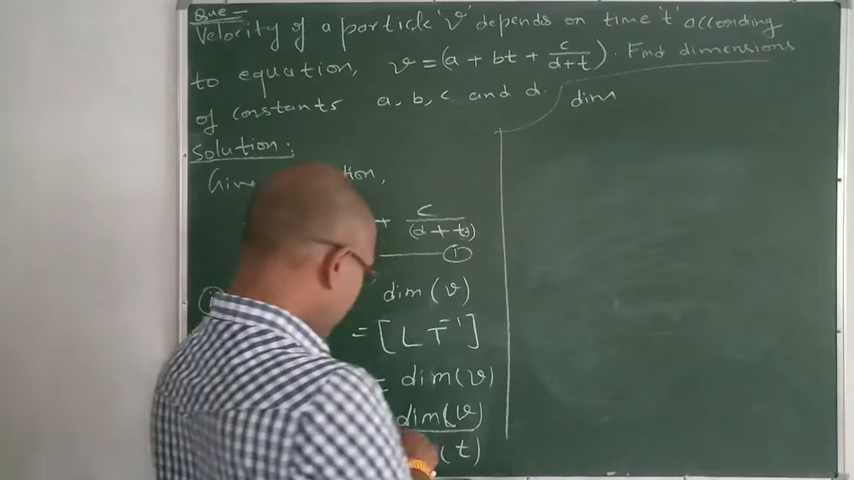 Que -
Velocity of a particle 'v' depends on time 't' according
to equation, v = (a + bt + c/(d+t)). Find dimensions
of constants a, b, c and d.
Solution:
Give
+ c/(d + t)
①
dim (v)
= [L T⁻¹]
= dim(v)
dim(v)
(t)
dim